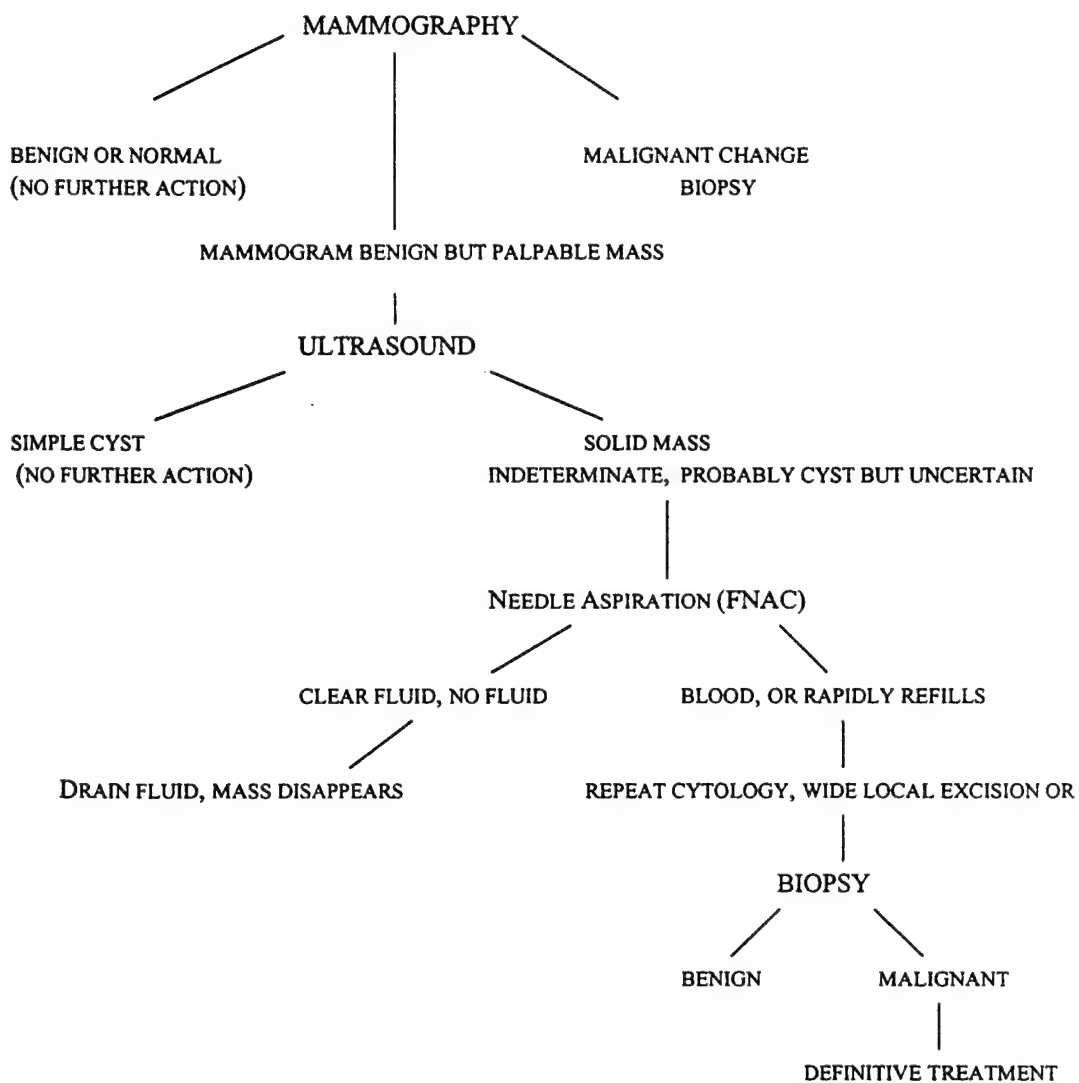 MAMMOGRAPHY
BENIGN OR NORMAL
(NO FURTHER ACTION)
MALIGNANT CHANGE
BIOPSY
MAMMOGRAM BENIGN BUT PALPABLE MASS
ULTRASOUND
SIMPLE CYST
(NO FURTHER ACTION)
SOLID MASS
INDETERMINATE, PROBABLY CYST BUT UNCERTAIN
NEEDLE ASPIRATION (FNAC)
CLEAR FLUID, NO FLUID
BLOOD, OR RAPIDLY REFILLS
DRAIN FLUID, MASS DISAPPEARS
REPEAT CYTOLOGY, WIDE LOCAL EXCISION OR
BIOPSY
BENIGN
MALIGNANT
DEFINITIVE TREATMENT